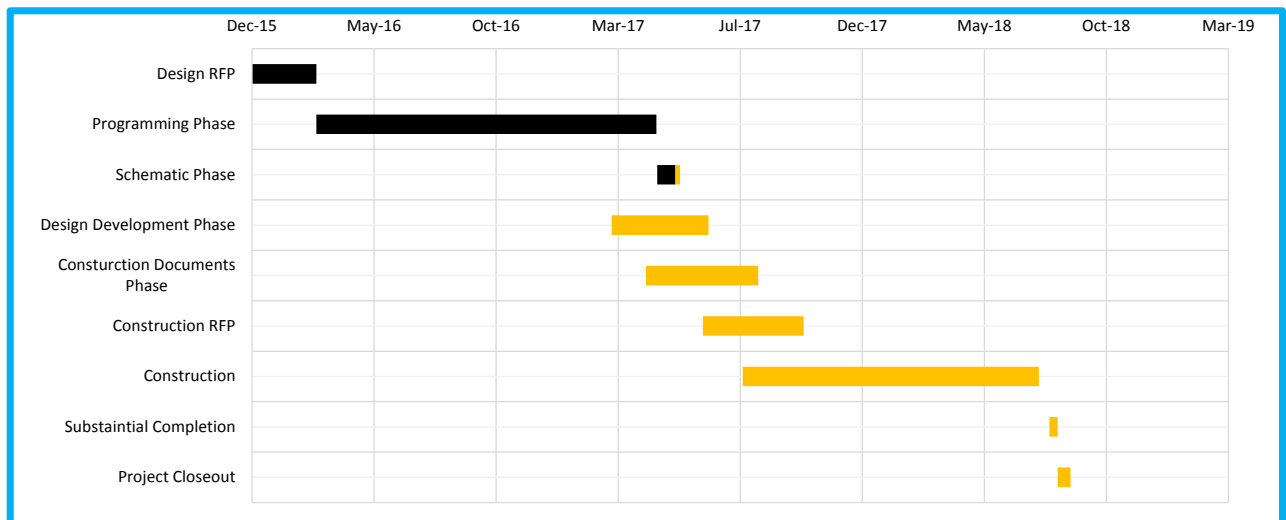 Dec-15 May-16 Oct-16 Mar-17 Jul-17 Dec-17 May-18 Oct-18 Mar-19
Design RFP
Programming Phase
Schematic Phase
Design Development Phase
Consturction Documents
Phase
Construction RFP
Construction
Substaintial Completion
Project Closeout